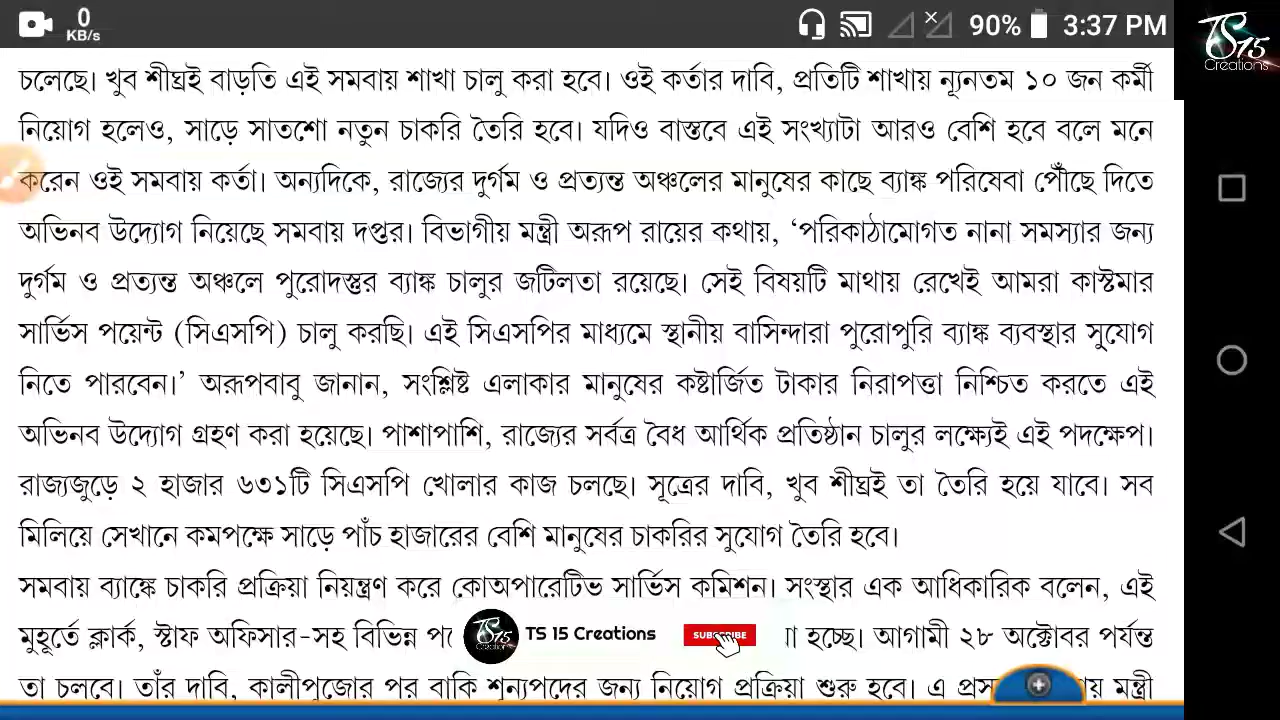 0
KB/s
90% 3:37 PM
TS 15
Creations
চলেছে। খুব শীঘ্রই বাড়তি এই সমবায় শাখা চালু করা হবে। ওই কর্তার দাবি, প্রতিটি শাখায় ন্যূনতম ১০ জন কর্মী
নিয়োগ হলেও, সাড়ে সাতশো নতুন চাকরি তৈরি হবে। যদিও বাস্তবে এই সংখ্যাটা আরও বেশি হবে বলে মনে
করেন ওই সমবায় কর্তা। অন্যদিকে, রাজ্যের দুর্গম ও প্রত্যন্ত অঞ্চলের মানুষের কাছে ব্যাঙ্ক পরিষেবা পৌঁছে দিতে
অভিনব উদ্যোগ নিয়েছে সমবায় দপ্তর। বিভাগীয় মন্ত্রী অরূপ রায়ের কথায়, ‘পরিকাঠামোগত নানা সমস্যার জন্য
দুর্গম ও প্রত্যন্ত অঞ্চলে পুরোদস্তুর ব্যাঙ্ক চালুর জটিলতা রয়েছে। সেই বিষয়টি মাথায় রেখেই আমরা কাস্টমার
সার্ভিস পয়েন্ট (সিএসপি) চালু করছি। এই সিএসপির মাধ্যমে স্থানীয় বাসিন্দারা পুরোপুরি ব্যাঙ্ক ব্যবস্থার সুযোগ
নিতে পারবেন।’ অরূপবাবু জানান, সংশ্লিষ্ট এলাকার মানুষের কষ্টার্জিত টাকার নিরাপত্তা নিশ্চিত করতে এই
অভিনব উদ্যোগ গ্রহণ করা হয়েছে। পাশাপাশি, রাজ্যের সর্বত্র বৈধ আর্থিক প্রতিষ্ঠান চালুর লক্ষ্যেই এই পদক্ষেপ।
রাজ্যজুড়ে ২ হাজার ৬৩১টি সিএসপি খোলার কাজ চলছে। সূত্রের দাবি, খুব শীঘ্রই তা তৈরি হয়ে যাবে। সব
মিলিয়ে সেখানে কমপক্ষে সাড়ে পাঁচ হাজারের বেশি মানুষের চাকরির সুযোগ তৈরি হবে।
সমবায় ব্যাঙ্কে চাকরি প্রক্রিয়া নিয়ন্ত্রণ করে কোঅপারেটিভ সার্ভিস কমিশন। সংস্থার এক আধিকারিক বলেন, এই
মুহূর্তে ক্লার্ক, স্টাফ অফিসার-সহ বিভিন্ন TS 15 Creations TS 15 Creations SUBSCRIBE হচ্ছে। আগামী ২৮ অক্টোবর পর্যন্ত
তা চলবে। তাঁর দাবি, কালীপুজোর পর বাকি শূন্যপদের জন্য নিয়োগ প্রক্রিয়া শুরু হবে। এ মন্ত্রী